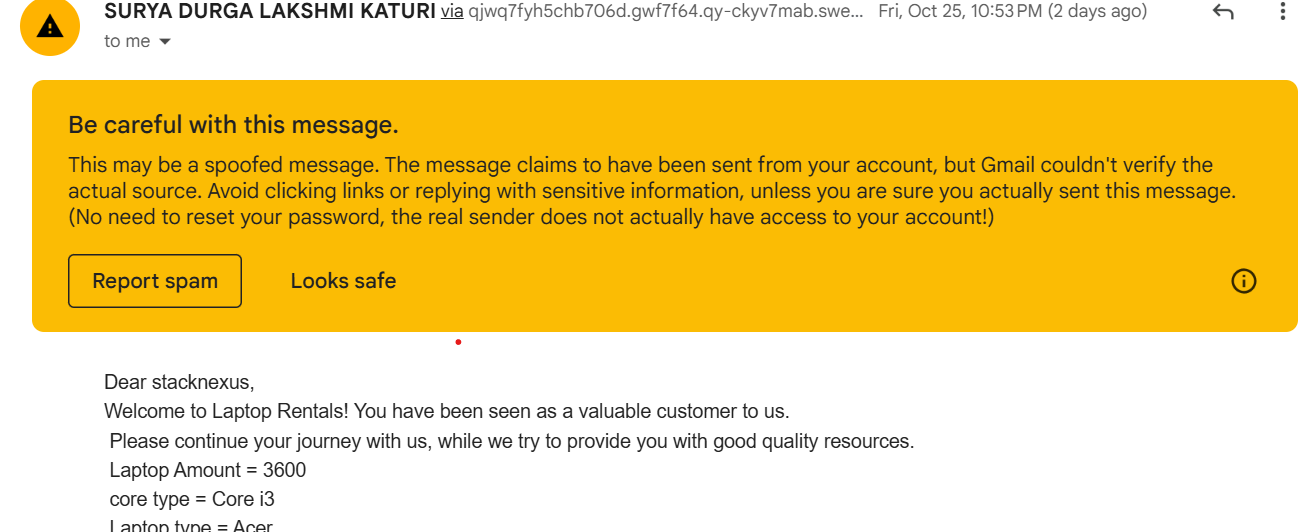 SURYA DURGA LAKSHMI KATURI via qjwq7fyh5chb706d.gwf7f64.qy-ckyv7mab.swe... Fri, Oct 25, 10:53 PM (2 days ago)
to me
Be careful with this message.
This may be a spoofed message. The message claims to have been sent from your account, but Gmail couldn't verify the
actual source. Avoid clicking links or replying with sensitive information, unless you are sure you actually sent this message.
(No need to reset your password, the real sender does not actually have access to your account!)
Report spam Looks safe
Dear stacknexus,
Welcome to Laptop Rentals! You have been seen as a valuable customer to us.
Please continue your journey with us, while we try to provide you with good quality resources.
Laptop Amount = 3600
core type = Core i3
Laptop type = Acer